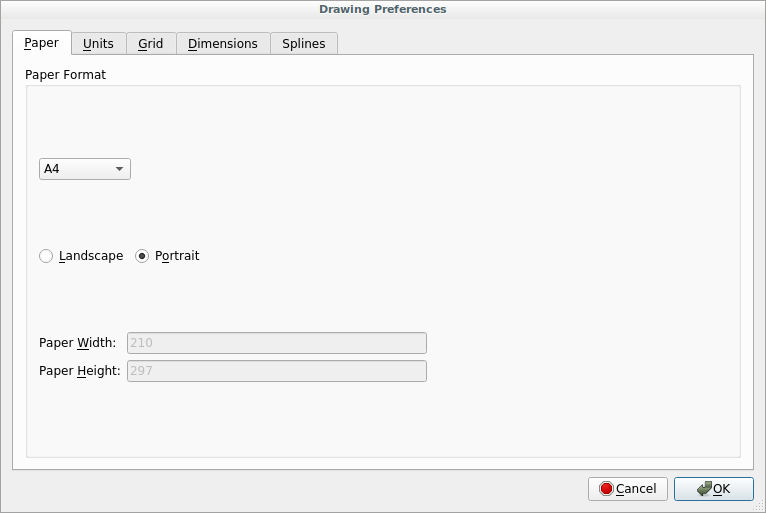 Drawing Preferences
Paper Units Grid Dimensions Splines
Paper Format
A4
Landscape Portrait
Paper Width: 210
Paper Height: 297
Cancel OK